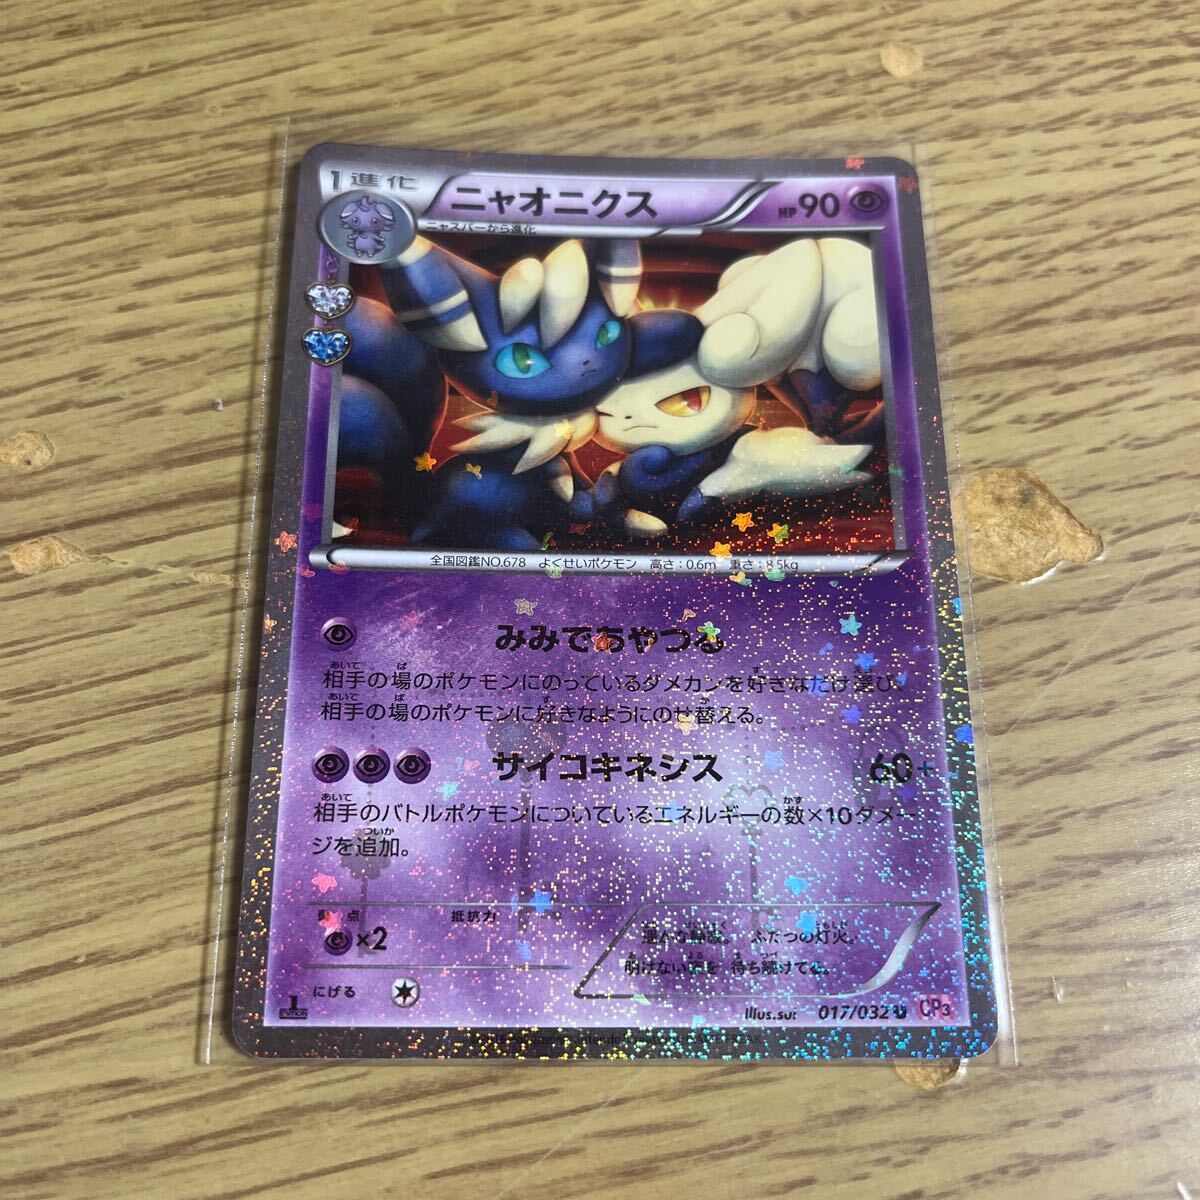 1進化
ニャオニクス
HP90
ニャスパーから進化
全国図鑑NO.678 よくせいポケモン 高さ:0.6m 重さ:8.5kg
みみであやつる
相手の場のポケモンにのっているダメカンを好きなだけ選び、
相手の場のポケモンに好きなようにのせ替える。
サイコキネシス 60+
相手のバトルポケモンについているエネルギーの数×10ダメー
ジを追加。
弱点 抵抗力
×2
ふたつの灯火。
明けない夜を 待ち続けてる。
にげる
1 EDITION
illus.sui 017/032 U CP3